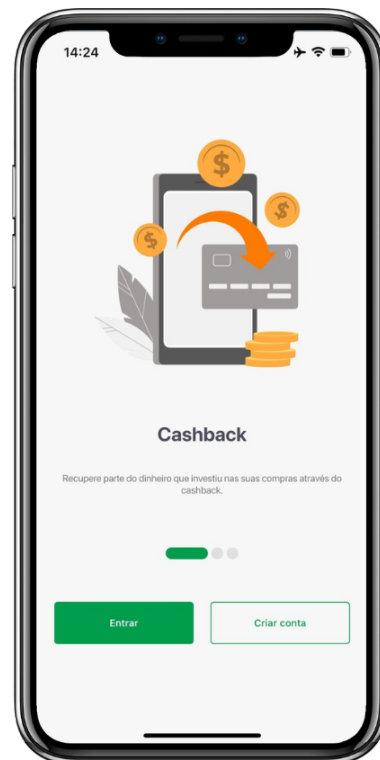 14:24
$
$
$
Cashback
Recupere parte do dinheiro que investiu nas suas compras através do
cashback.
Entrar
Criar conta